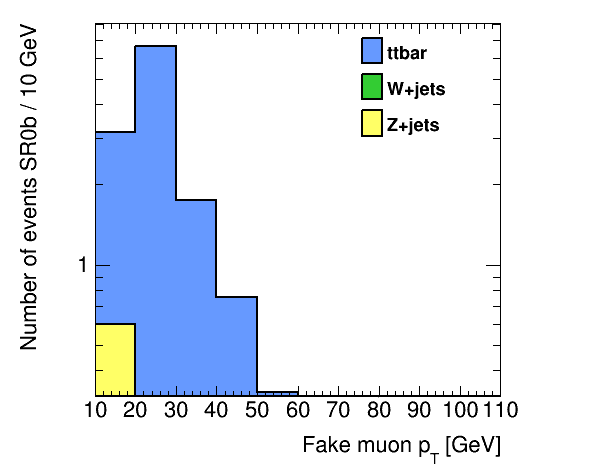 Number of events SR0b / 10 GeV
ttbar
W+jets
Z+jets
1
10 20 30 40 50 60 70 80 90 100 110
Fake muon pT [GeV]